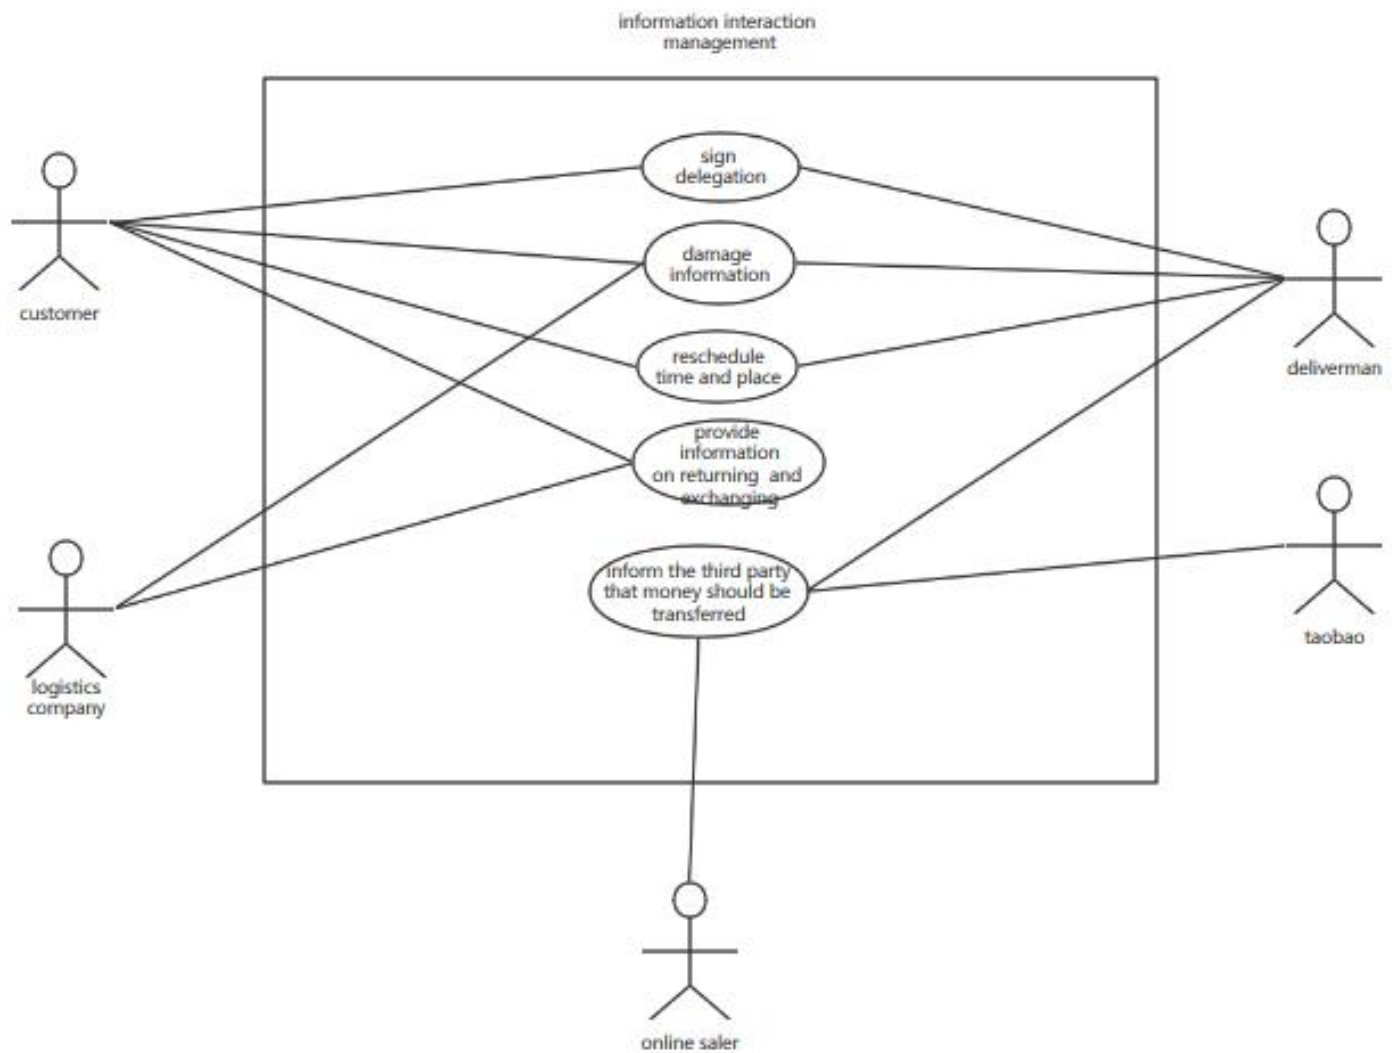 information interaction
management
sign
delegation
damage
information
customer
reschedule
time and place
deliverman
provide
information
on returning  and
exchanging
inform the third party
that money should be
transferred
taobao
logistics
company
online saler